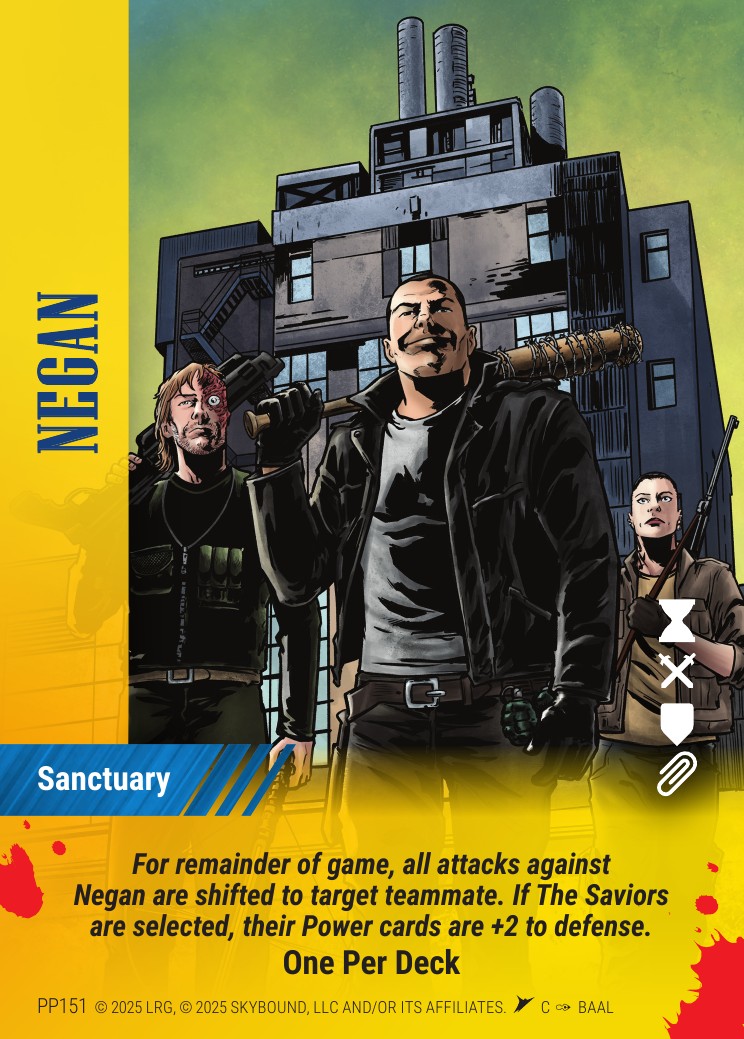 NEGAN
Sanctuary
For remainder of game, all attacks against
Negan are shifted to target teammate. If The Saviors
are selected, their Power cards are +2 to defense.
One Per Deck
PP151 © 2025 LRG, © 2025 SKYBOUND, LLC AND/OR ITS AFFILIATES. C BAAL